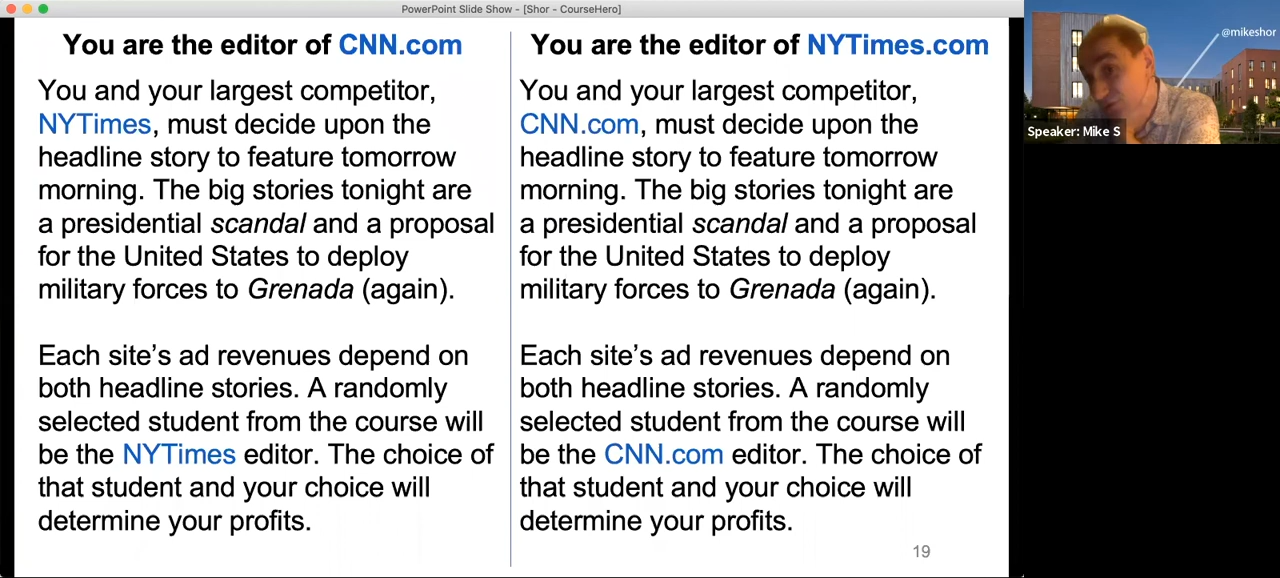 PowerPoint Slide Show - [Shor - CourseHero]
You are the editor of CNN.com
You and your largest competitor,
NYTimes, must decide upon the
headline story to feature tomorrow
morning. The big stories tonight are
a presidential scandal and a proposal
for the United States to deploy
military forces to Grenada (again).
Each site’s ad revenues depend on
both headline stories. A randomly
selected student from the course will
be the NYTimes editor. The choice of
that student and your choice will
determine your profits.
You are the editor of NYTimes.com
You and your largest competitor,
CNN.com, must decide upon the
headline story to feature tomorrow
morning. The big stories tonight are
a presidential scandal and a proposal
for the United States to deploy
military forces to Grenada (again).
Each site’s ad revenues depend on
both headline stories. A randomly
selected student from the course will
be the CNN.com editor. The choice of
that student and your choice will
determine your profits.
19
@mikeshor
Speaker: Mike S